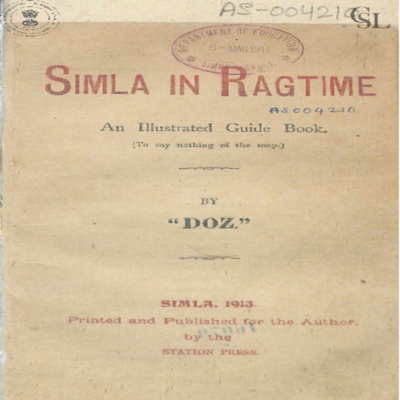 AS-004210
CSL
DEPARTMENT OF EDUCATION
SIMLA IN RAGTIME
AS004210
An Illustrated Guide Book.
(To say nothing of the map.)
BY
"DOZ."
SIMLA, 1913.
Printed and Published for the Author,
by the
STATION PRESS.